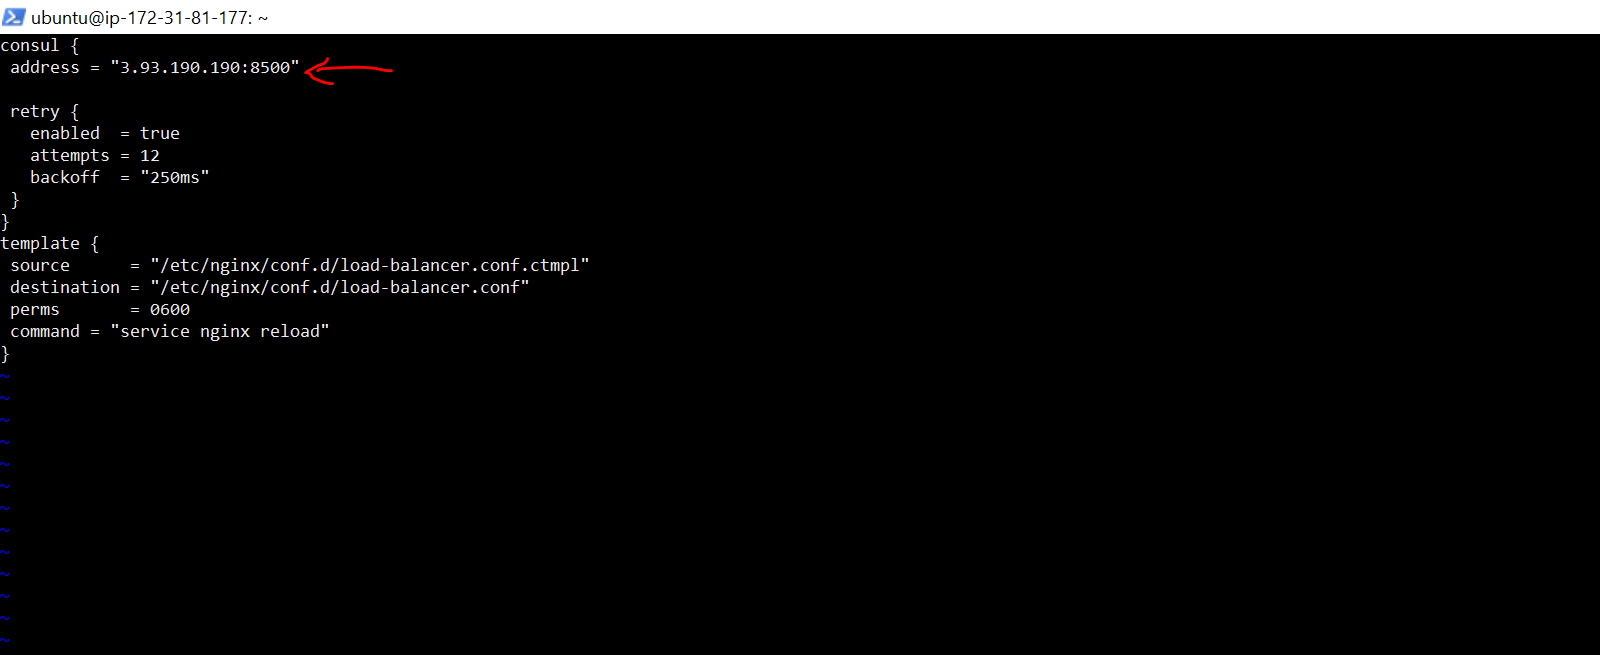 ubuntu@ip-172-31-81-177: ~
consul {
 address = "3.93.190.190:8500"

 retry {
   enabled  = true
   attempts = 12
   backoff  = "250ms"
 }
}
template {
 source      = "/etc/nginx/conf.d/load-balancer.conf.ctmpl"
 destination = "/etc/nginx/conf.d/load-balancer.conf"
 perms       = 0600
 command = "service nginx reload"
}
~
~
~
~
~
~
~
~
~
~
~
~
~